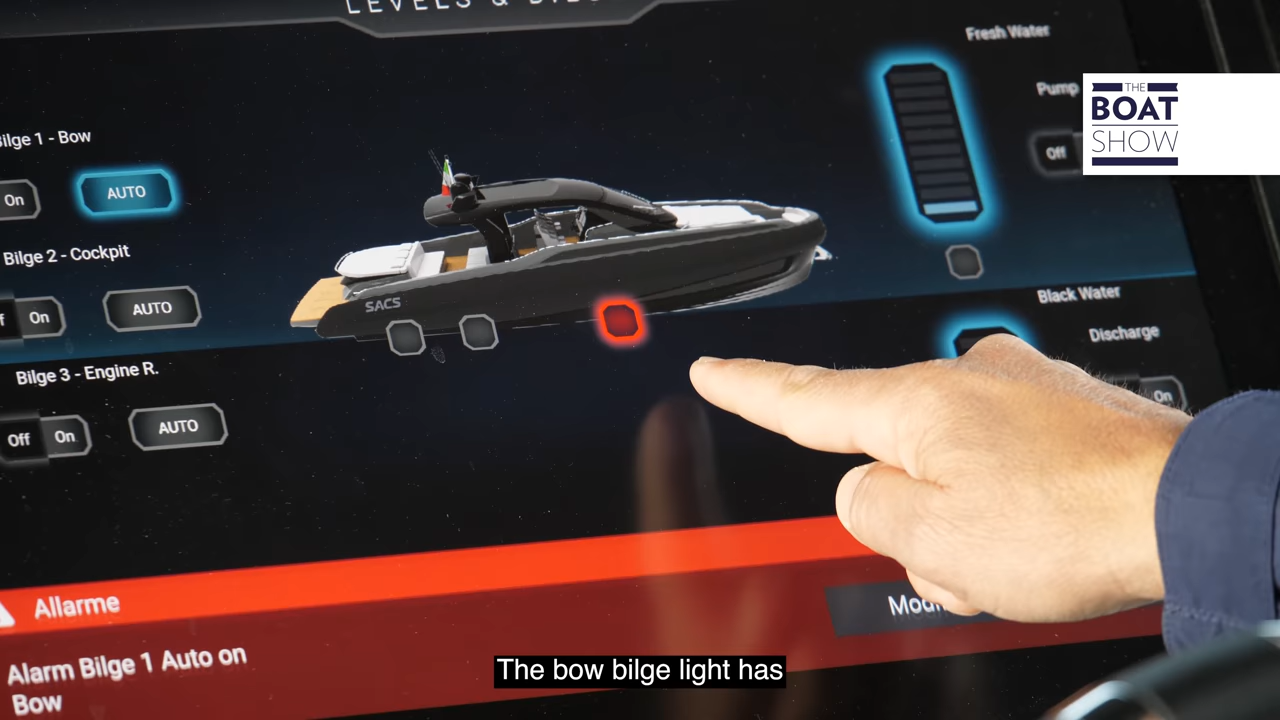 LEVELS &
Fresh Water
Pump
THE
BOAT
SHOW
Off
Bilge 1 - Bow
On
AUTO
Bilge 2 - Cockpit
On
AUTO
SACS
Black Water
Discharge
On
Bilge 3 - Engine R.
Off
On
AUTO
Allarme
Alarm Bilge 1 Auto on
Bow
The bow bilge light has